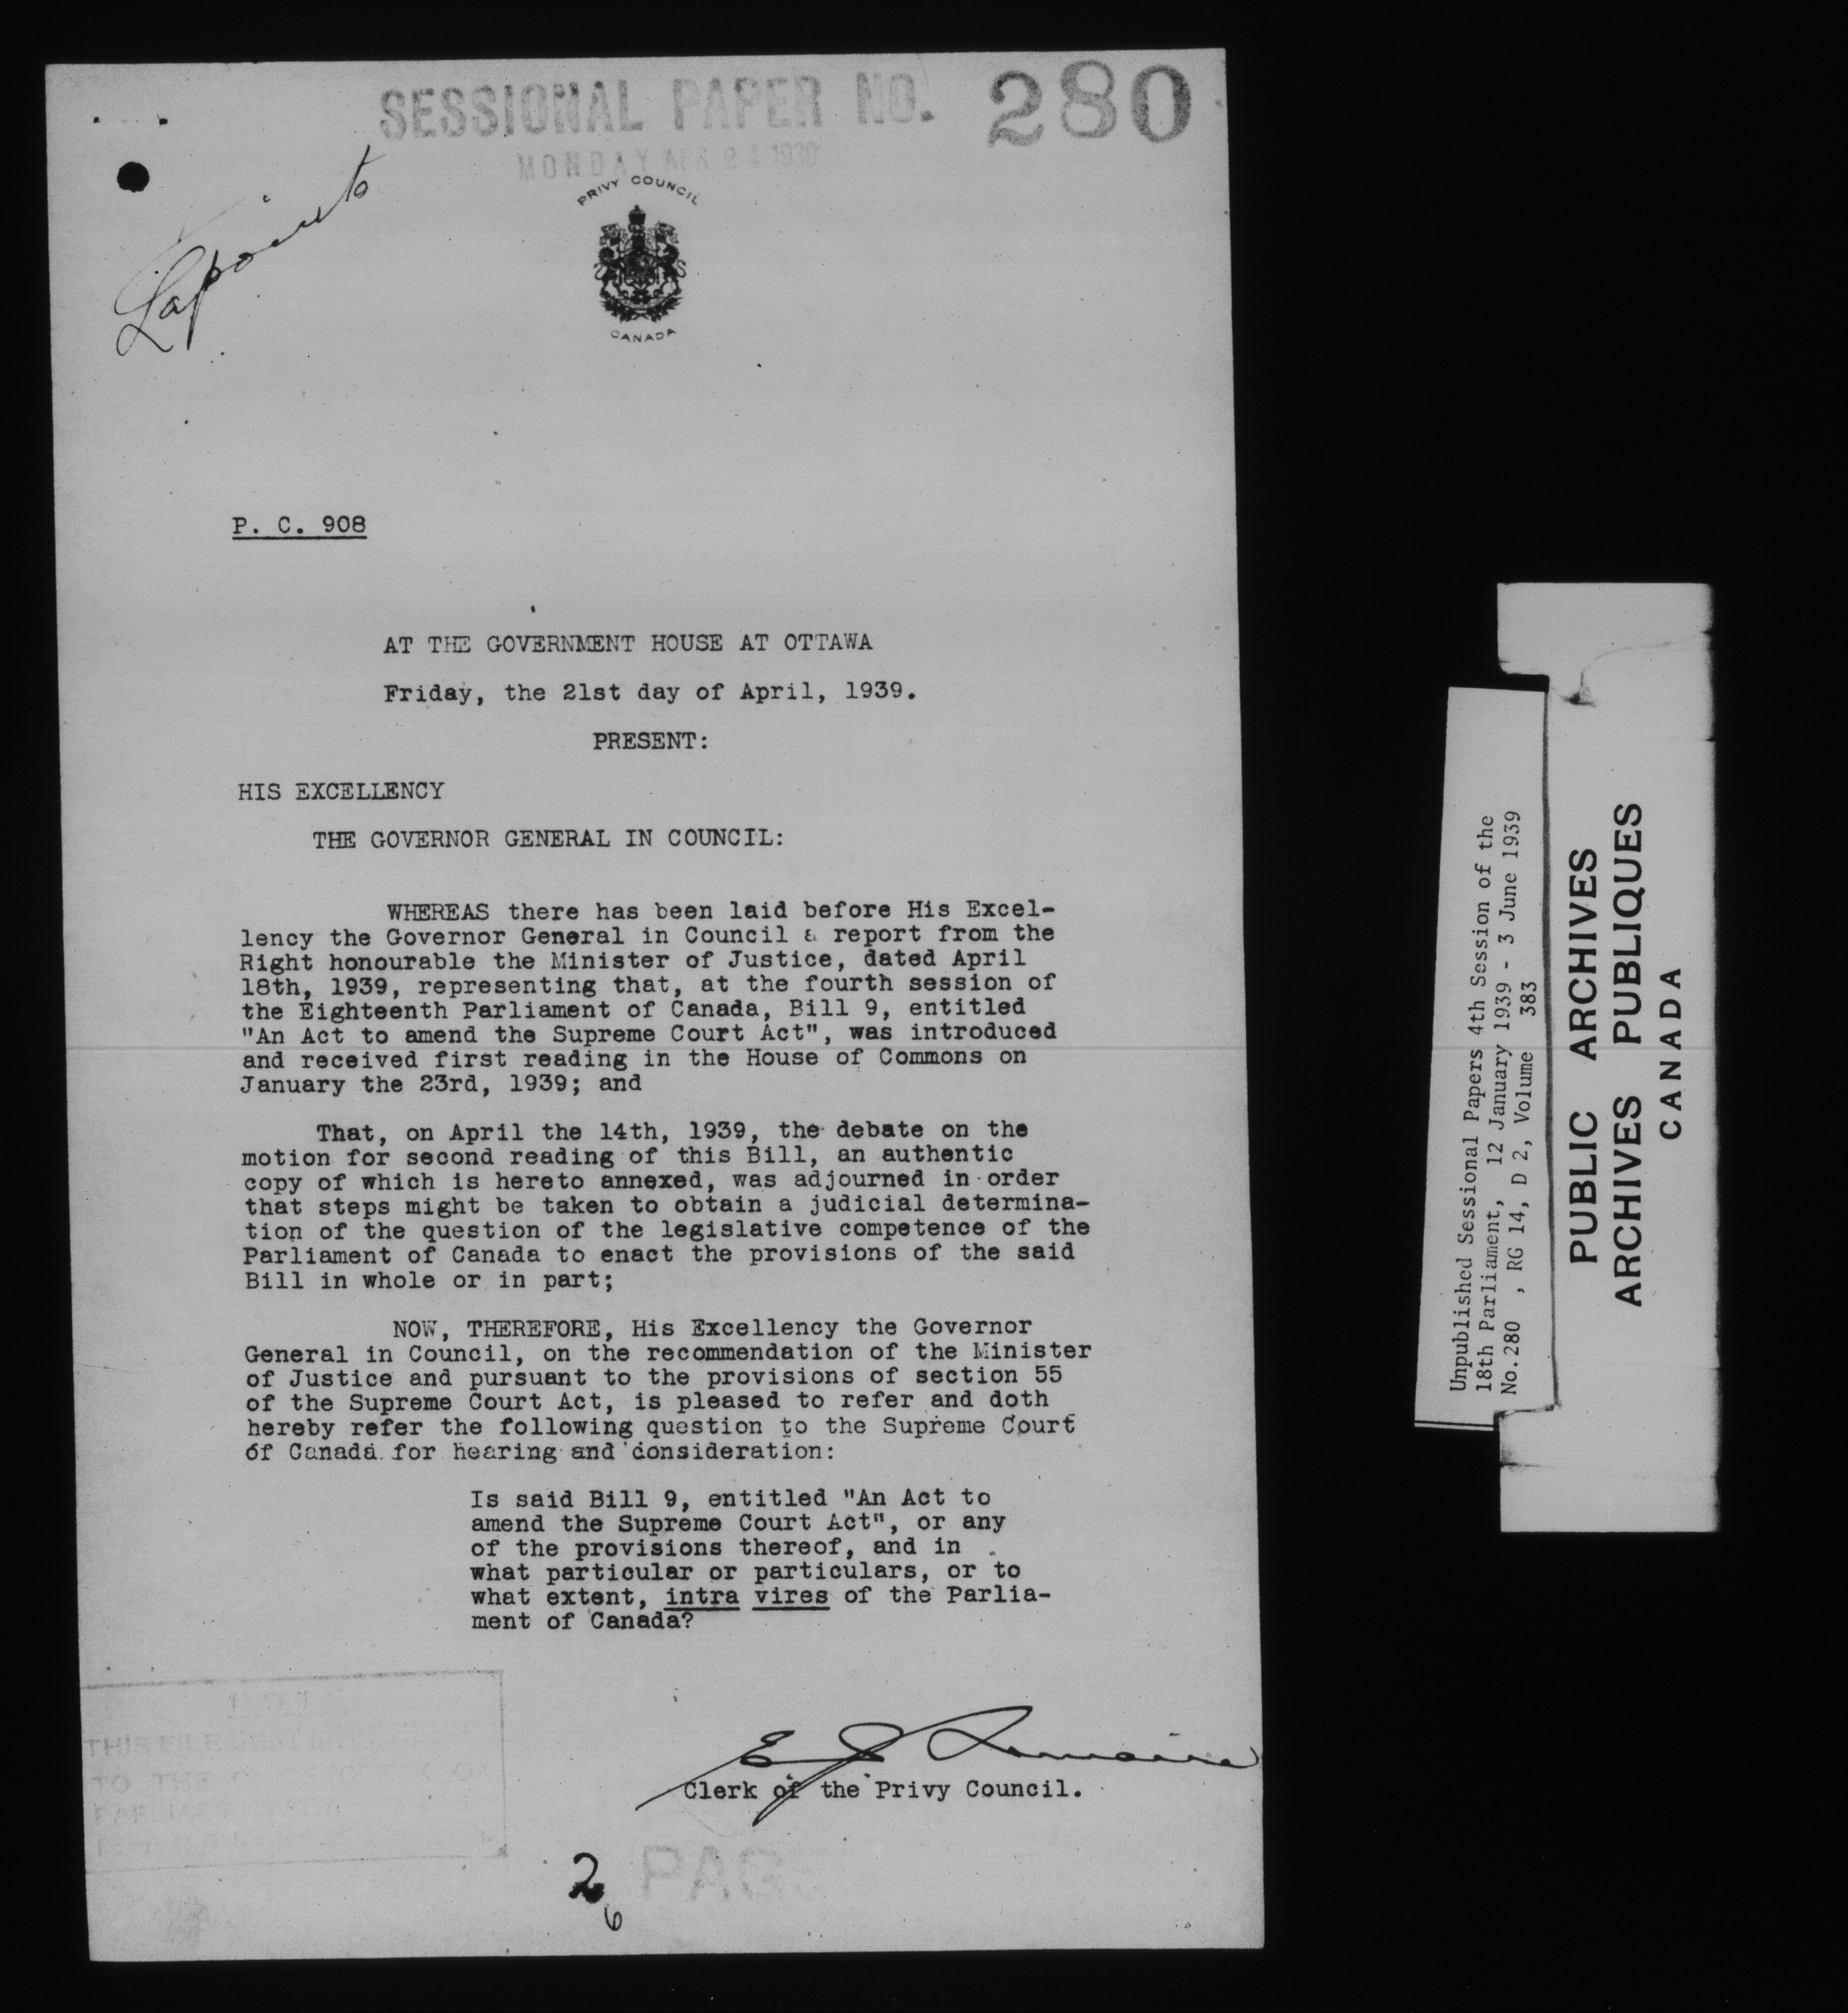 SESSIONAL PAPER NO. 280
MONDAY APR 24 1939
PRIVY COUNCIL
CANADA
Lapointe
P. C. 908
AT THE GOVERNMENT HOUSE AT OTTAWA
Friday, the 21st day of April, 1939.
PRESENT:
HIS EXCELLENCY
THE GOVERNOR GENERAL IN COUNCIL:
WHEREAS there has been laid before His Excel-
lency the Governor General in Council a report from the
Right honourable the Minister of Justice, dated April
18th, 1939, representing that, at the fourth session of
the Eighteenth Parliament of Canada, Bill 9, entitled
"An Act to amend the Supreme Court Act", was introduced
and received first reading in the House of Commons on
January the 23rd, 1939; and
That, on April the 14th, 1939, the debate on the
motion for second reading of this Bill, an authentic
copy of which is hereto annexed, was adjourned in order
that steps might be taken to obtain a judicial determina-
tion of the question of the legislative competence of the
Parliament of Canada to enact the provisions of the said
Bill in whole or in part;
NOW, THEREFORE, His Excellency the Governor
General in Council, on the recommendation of the Minister
of Justice and pursuant to the provisions of section 55
of the Supreme Court Act, is pleased to refer and doth
hereby refer the following question to the Supreme Court
of Canada for hearing and consideration:
Is said Bill 9, entitled "An Act to
amend the Supreme Court Act", or any
of the provisions thereof, and in
what particular or particulars, or to
what extent, intra vires of the Parlia-
ment of Canada?
E J Lemaire
Clerk of the Privy Council.
NOTE
THIS FILE
TO THE
2 PAGE
6
Unpublished Sessional Papers 4th Session of the
18th Parliament, 12 January 1939 - 3 June 1939
No.280 , RG 14, D 2, Volume 383
PUBLIC ARCHIVES
ARCHIVES PUBLIQUES
CANADA